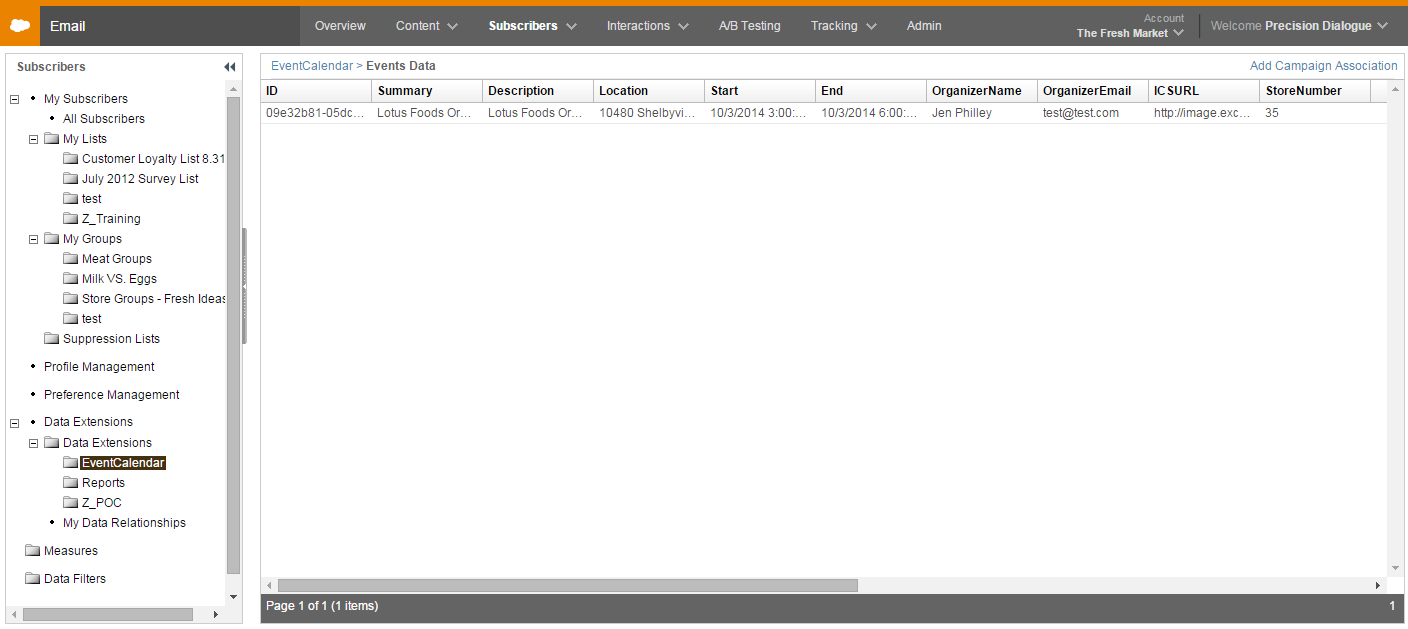 Email Overview Content Subscribers Interactions A/B Testing Tracking Admin Account The Fresh Market Welcome Precision Dialogue
Subscribers
My Subscribers
All Subscribers
My Lists
Customer Loyalty List 8.31
July 2012 Survey List
test
Z_Training
My Groups
Meat Groups
Milk VS. Eggs
Store Groups - Fresh Ideas
test
Suppression Lists
Profile Management
Preference Management
Data Extensions
Data Extensions
EventCalendar
Reports
Z_POC
My Data Relationships
Measures
Data Filters
EventCalendar > Events Data Add Campaign Association
ID Summary Description Location Start End OrganizerName OrganizerEmail ICSURL StoreNumber
09e32b81-05dc... Lotus Foods Or... Lotus Foods Or... 10480 Shelbyvi... 10/3/2014 3:00:... 10/3/2014 6:00:... Jen Philley test@test.com http://image.exc... 35
Page 1 of 1 (1 items) 1